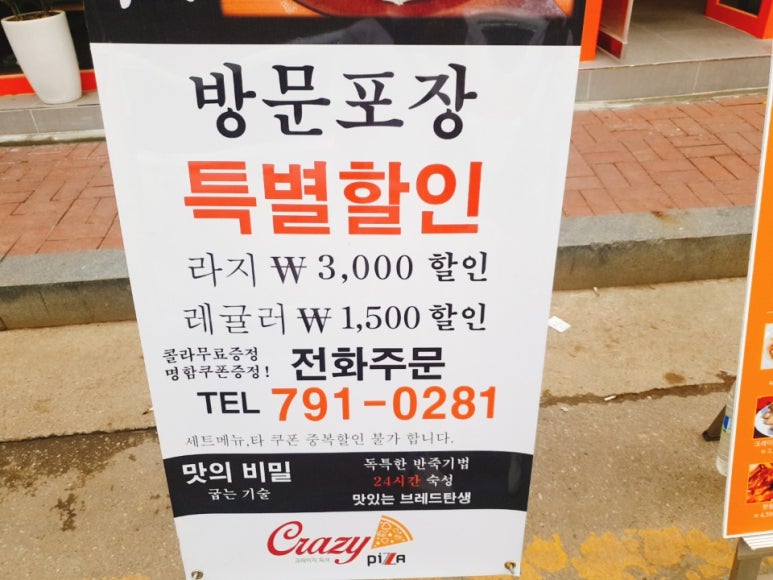 방문포장
특별할인
라지 ₩ 3,000 할인
레귤러 ₩ 1,500 할인
콜라무료증정
명함쿠폰증정!
전화주문
TEL 791-0281
세트메뉴,타 쿠폰 중복할인 불가 합니다.
맛의 비밀
굽는 기술
독특한 반죽기법
24시간 숙성
맛있는 브레드탄생
Crazy
piZZA